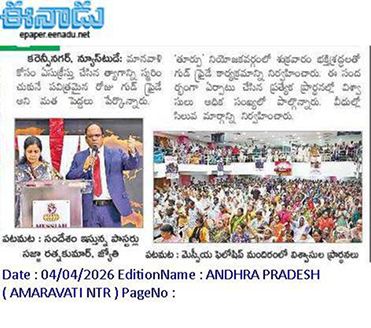 ఈనాడు
epaper.eenadu.net
కరెన్సీనగర్, న్యూస్‌టుడే: మానవాళి
కోసం ఏసుక్రీస్తు చేసిన త్యాగాన్ని స్మరిం
చుకునే పవిత్రమైన రోజు గుడ్ ఫ్రైడే
అని మత పెద్దలు పేర్కొన్నారు.
'తూర్పు' నియోజకవర్గంలో శుక్రవారం భక్తిశ్రద్ధలతో
గుడ్ ఫ్రైడే కార్యక్రమాన్ని నిర్వహించారు. ఈ సంద
ర్భంగా ఏర్పాటు చేసిన ప్రత్యేక ప్రార్థనల్లో విశ్వా
సులు అధిక సంఖ్యలో పాల్గొన్నారు. వీధుల్లో
సిలువ మార్గాన్ని నిర్వహించారు.
MESSIAH
పటమట : సందేశం ఇస్తున్న పాస్టర్లు
సజ్జా రత్నకుమార్, జ్యోతి
పటమట : మెస్సీయ ఫెలోషిప్ మందిరంలో విశ్వాసుల ప్రార్థనలు
Date : 04/04/2026 EditionName : ANDHRA PRADESH
( AMARAVATI NTR ) PageNo :